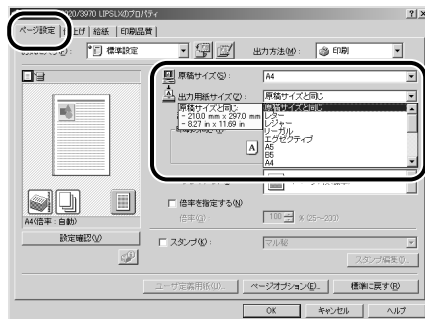 020/3970 LIPSLXのプロパティ
ページ設定
上げ
給紙
印刷品質
標準設定
出力方法(M):
印刷
原稿サイズ(S):
A4
出力用紙サイズ(Z):
原稿サイズと同じ
原稿サイズと同じ
- 210.0 mm × 297.0 mm
- 8.27 in × 11.69 in
原稿サイズと同じ
レター
レジャー
リーガル
エグゼクティブ
A5
B5
A4
A
A4(倍率:自動)
設定確認(V)
倍率を指定する(N)
倍率(G):
100
% (25~200)
スタンプ(K):
マル秘
スタンプ編集(I)...
ユーザ定義用紙(U)...
ページオプション(E)...
標準に戻す(R)
OK
キャンセル
ヘルプ